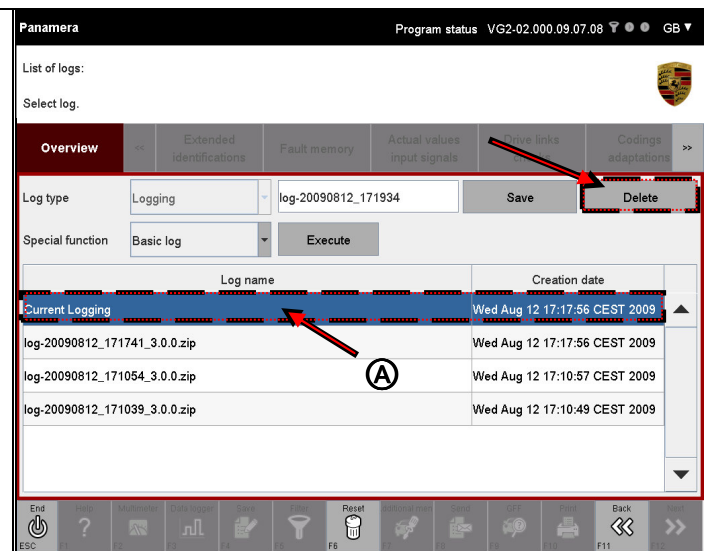 Panamera
Program status VG2-02.000.09.07.08 GB
List of logs:
Select log.
Overview << Extended identifications Fault memory Actual values input signals Drive links checks Codings adaptations >>
Log type Logging log-20090812_171934 Save Delete
Special function Basic log Execute
Log name Creation date
Current Logging Wed Aug 12 17:17:56 CEST 2009
log-20090812_171741_3.0.0.zip Wed Aug 12 17:17:56 CEST 2009
A
log-20090812_171054_3.0.0.zip Wed Aug 12 17:10:57 CEST 2009
log-20090812_171039_3.0.0.zip Wed Aug 12 17:10:49 CEST 2009
End Help Multimeter Data logger Save Filter Reset Send OFF Print Back Next
ESC F1 F2 F3 F4 F5 F6 F7 F8 F9 F10 F11 F12